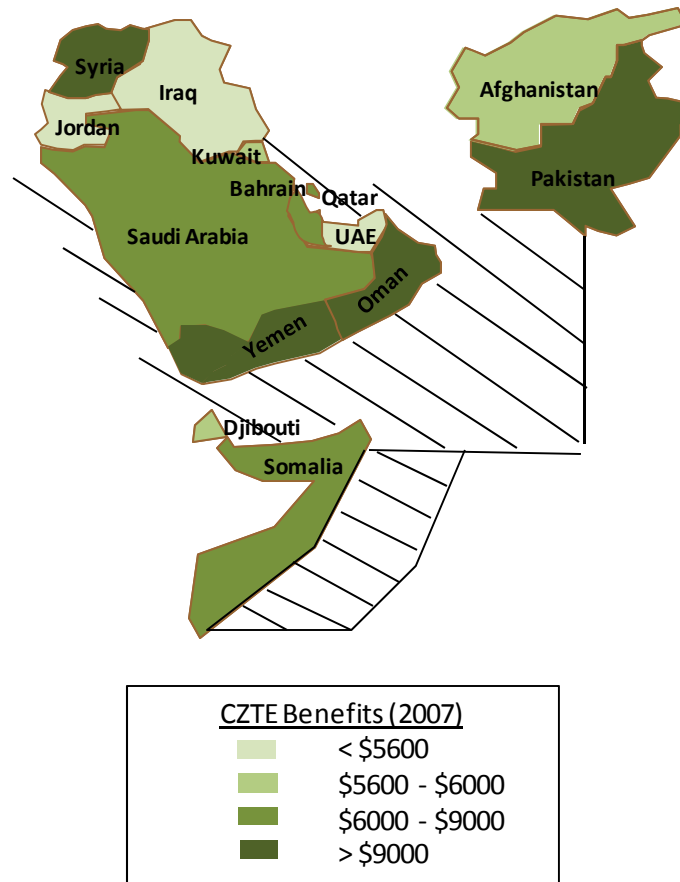 Syria
Iraq
Afghanistan
Jordan
Kuwait
Pakistan
Bahrain
Qatar
Saudi Arabia
UAE
Oman
Yemen
Djibouti
Somalia
CZTE Benefits (2007)
< $5600
$5600 - $6000
$6000 - $9000
> $9000